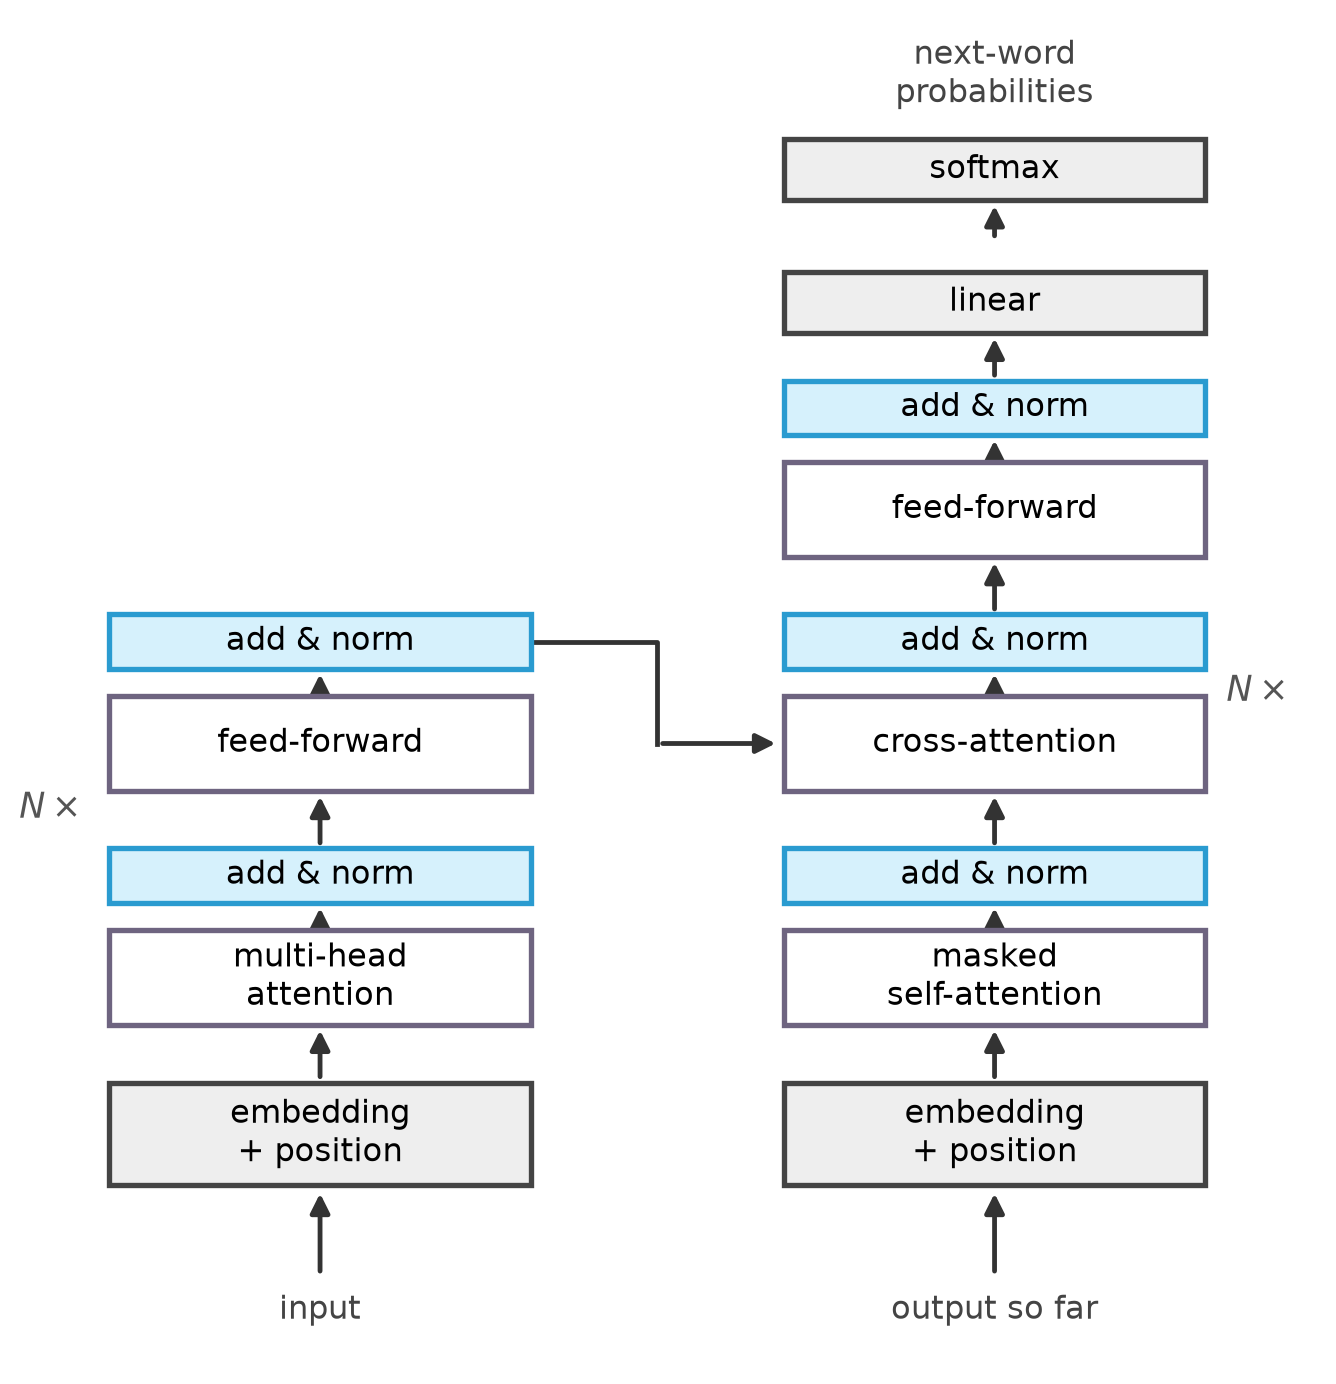 next-word
probabilities
softmax
linear
add & norm
feed-forward
add & norm
cross-attention
N ×
add & norm
masked
self-attention
embedding
+ position
output so far
add & norm
feed-forward
N ×
add & norm
multi-head
attention
embedding
+ position
input